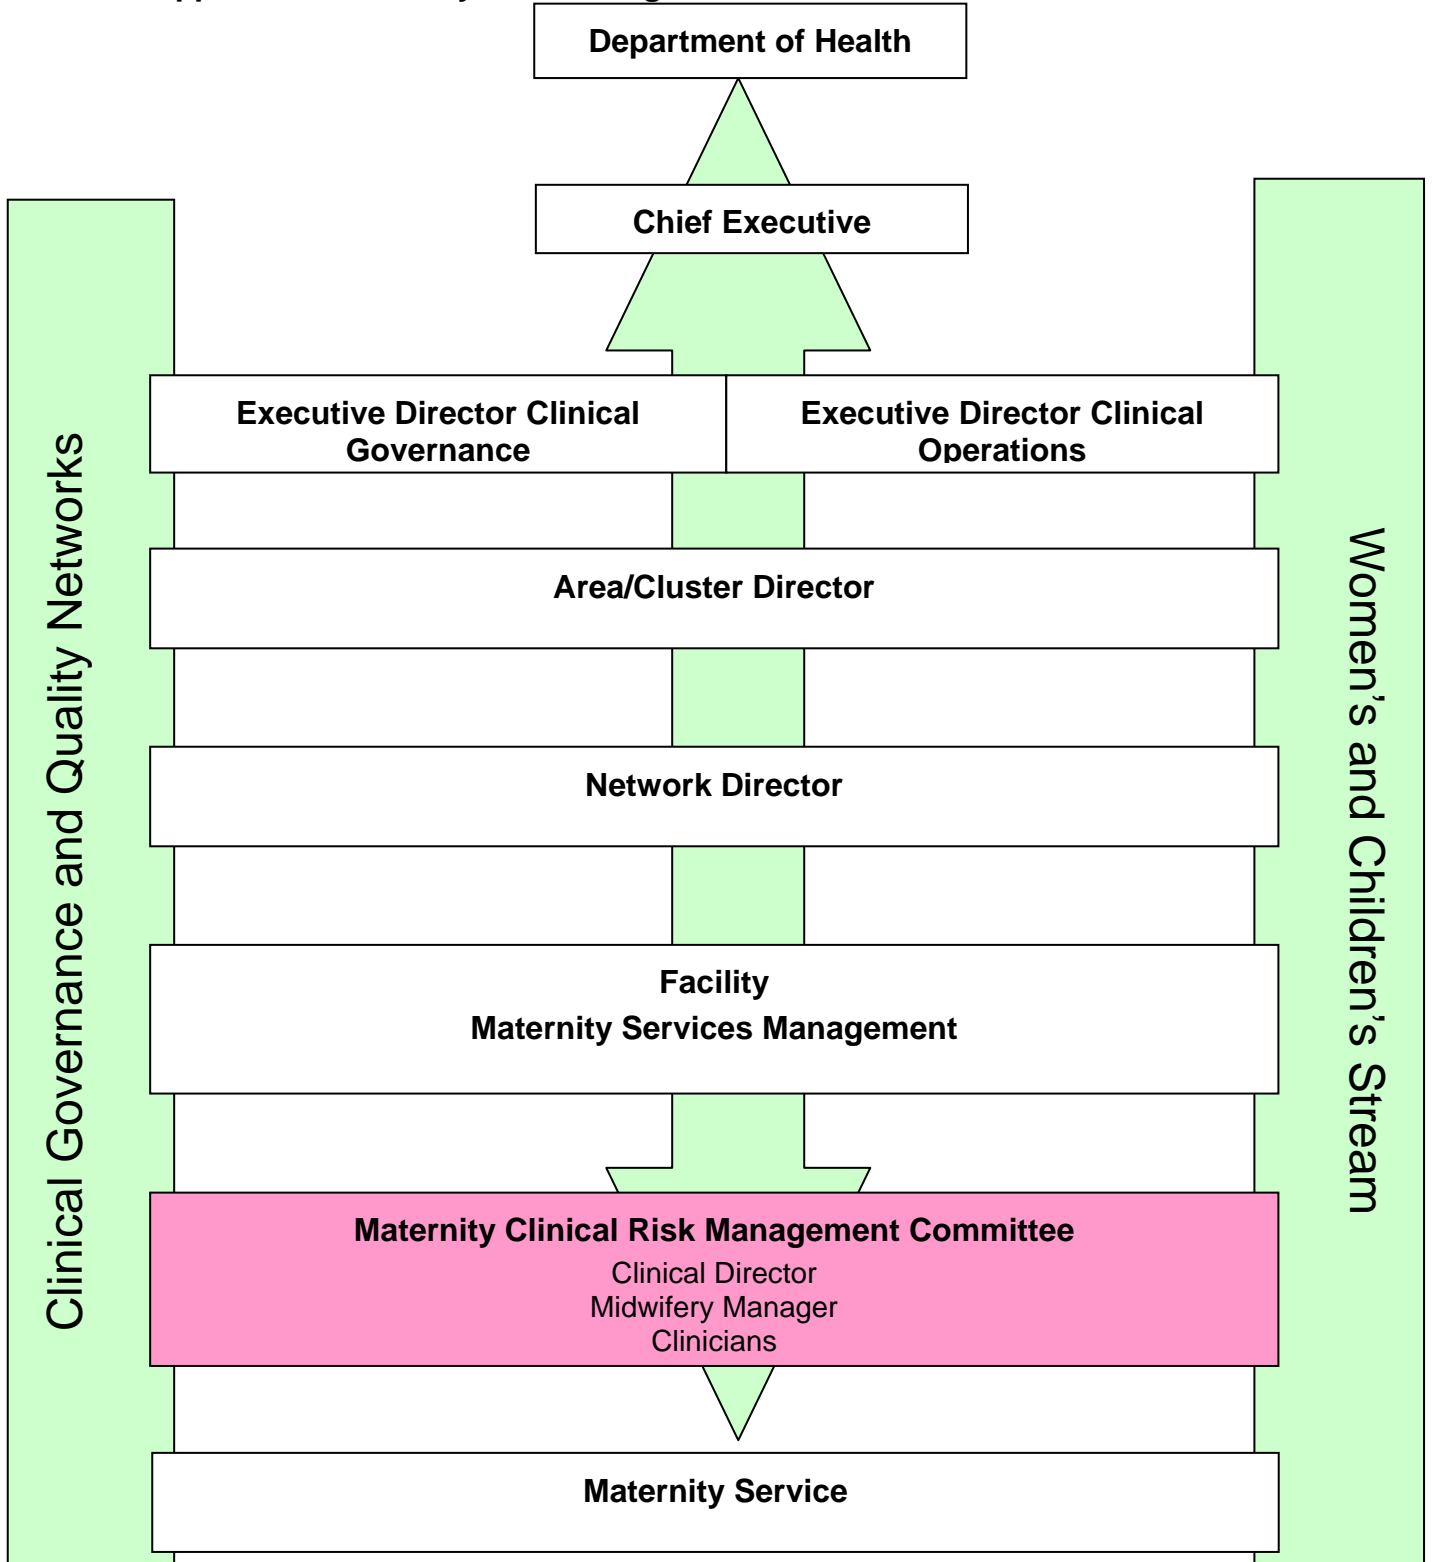 Department of Health
Chief Executive
Executive Director Clinical
Governance
Executive Director Clinical
Operations
Area/Cluster Director
Network Director
Facility
Maternity Services Management
Maternity Clinical Risk Management Committee
Clinical Director
Midwifery Manager
Clinicians
Maternity Service
Clinical Governance and Quality Networks
Women’s and Children’s Stream